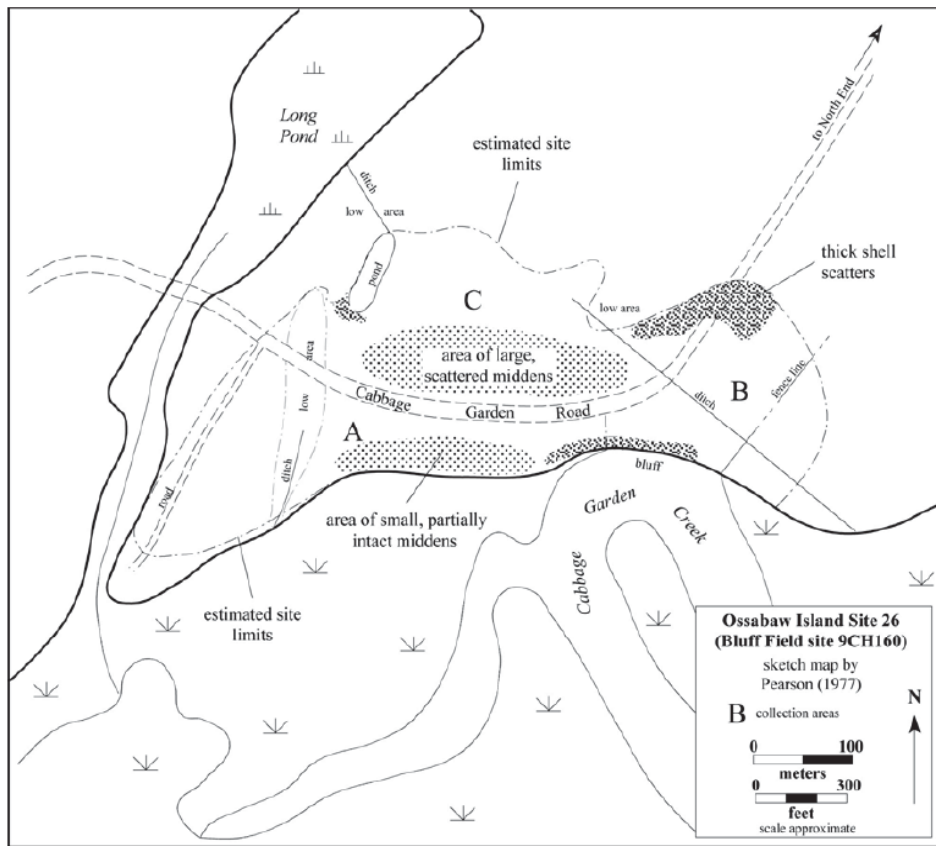 Long
Pond
to North End
estimated site
limits
ditch
low area
pond
thick shell
scatters
low area
C
area of large,
scattered middens
area
low
ditch
Cabbage Garden Road
ditch
B
fence line
A
road
bluff
area of small, partially
intact middens
Garden
Creek
Cabbage
estimated site
limits
Ossabaw Island Site 26
(Bluff Field site 9CH160)
sketch map by
Pearson (1977)
B collection areas
N
0 100
meters
0 300
feet
scale approximate